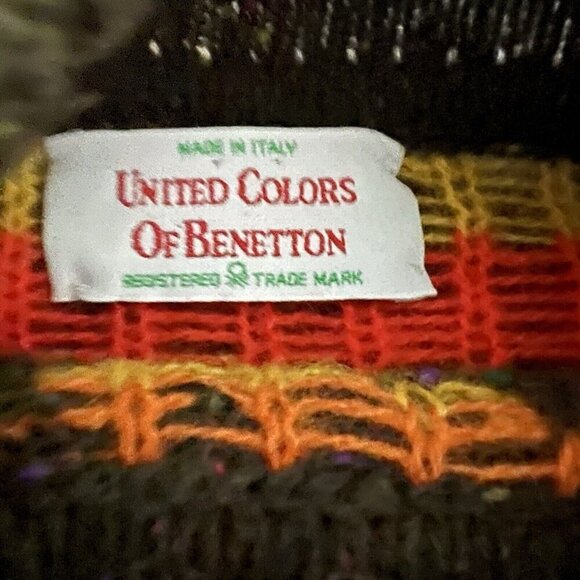 MADE IN ITALY
UNITED COLORS
OF BENETTON
REGISTERED TRADE MARK